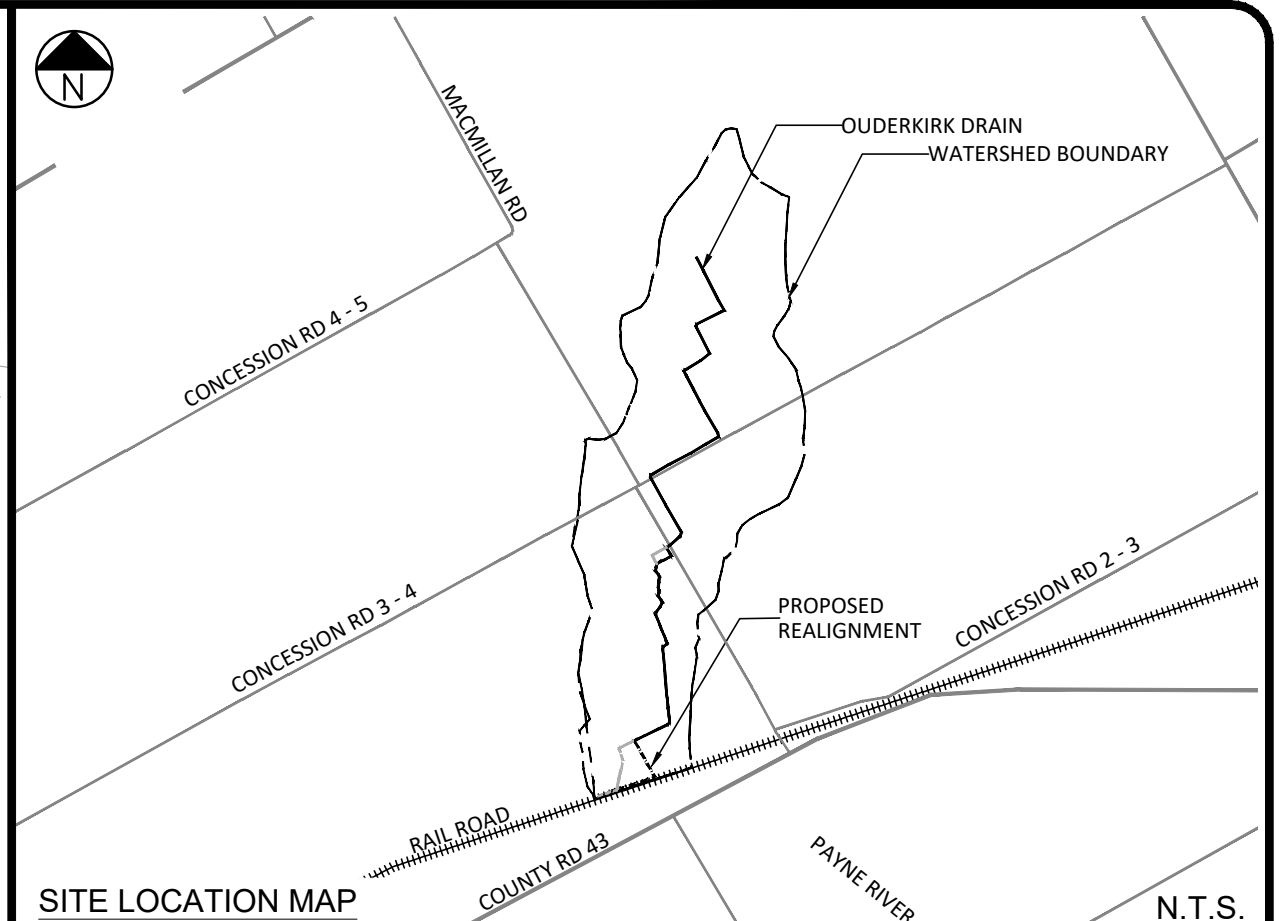 N
MACMILLAN RD
OUDERKIRK DRAIN
WATERSHED BOUNDARY
CONCESSION RD 4 - 5
CONCESSION RD 3 - 4
CONCESSION RD 2 - 3
PROPOSED
REALIGNMENT
RAIL ROAD
COUNTY RD 43
PAYNE RIVER
SITE LOCATION MAP
N.T.S.